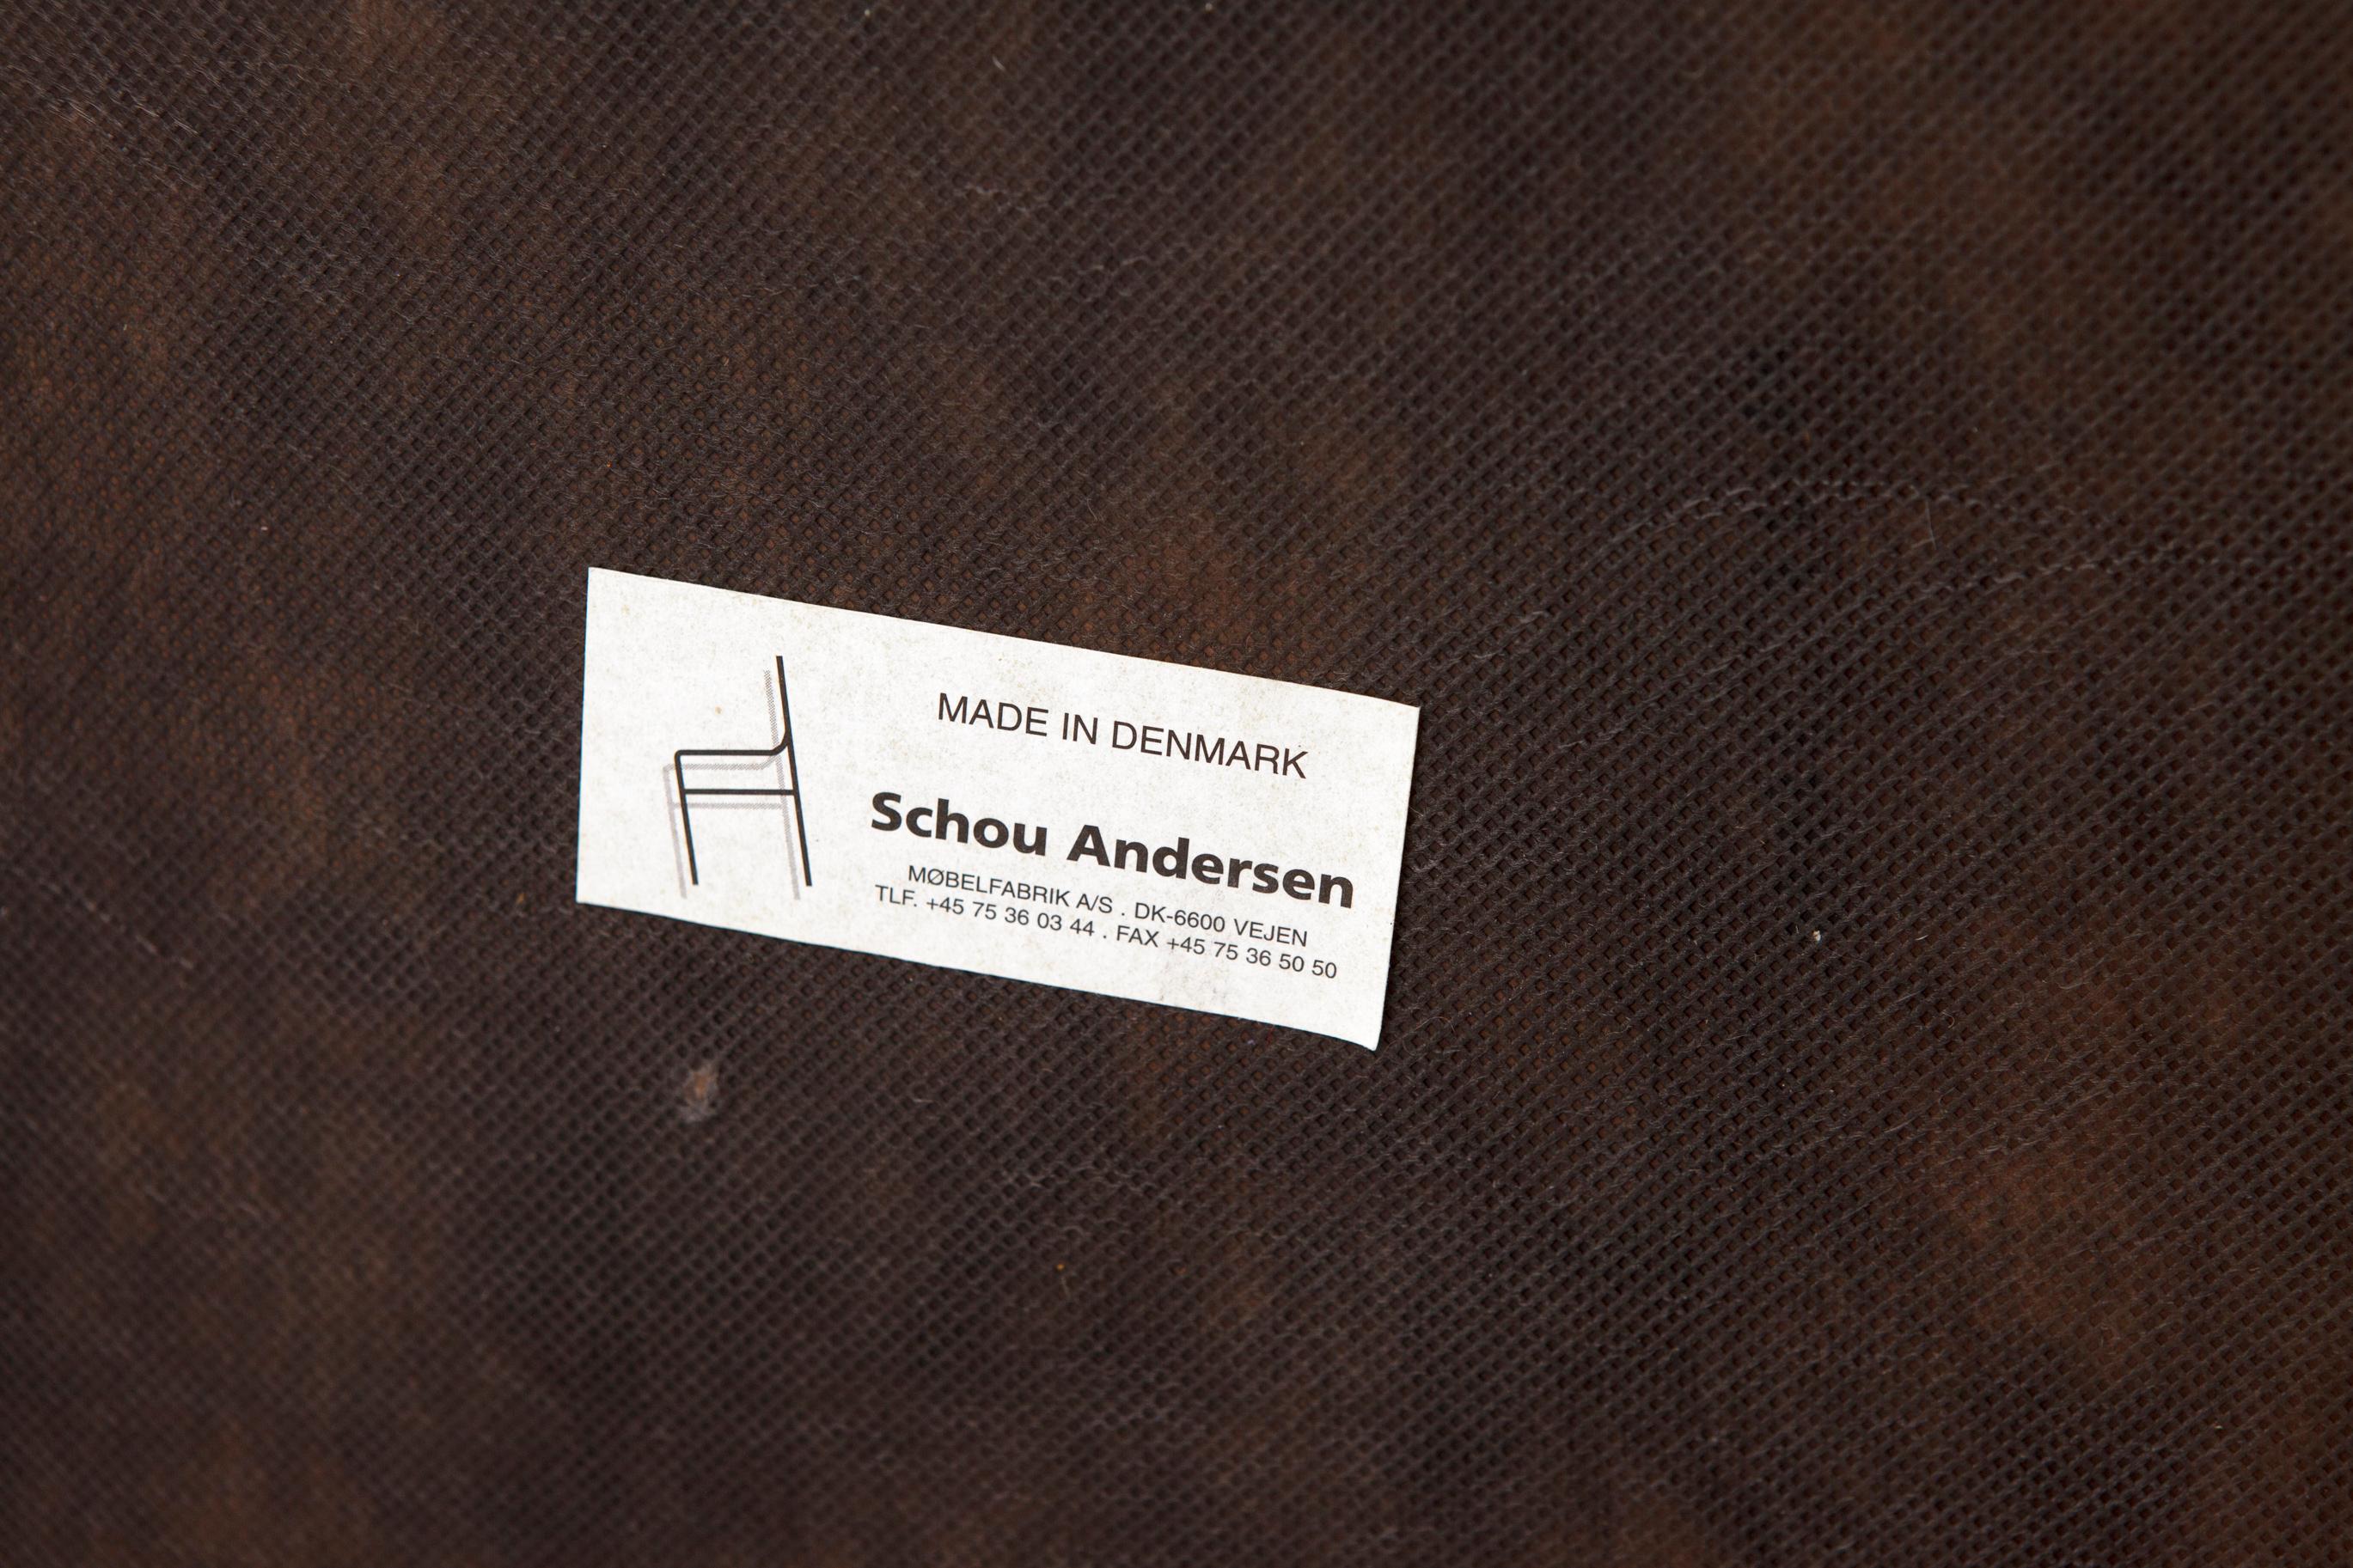 MADE IN DENMARK
Schou Andersen
MØBELFABRIK A/S . DK-6600 VEJEN
TLF. +45 75 36 03 44 . FAX +45 75 36 50 50